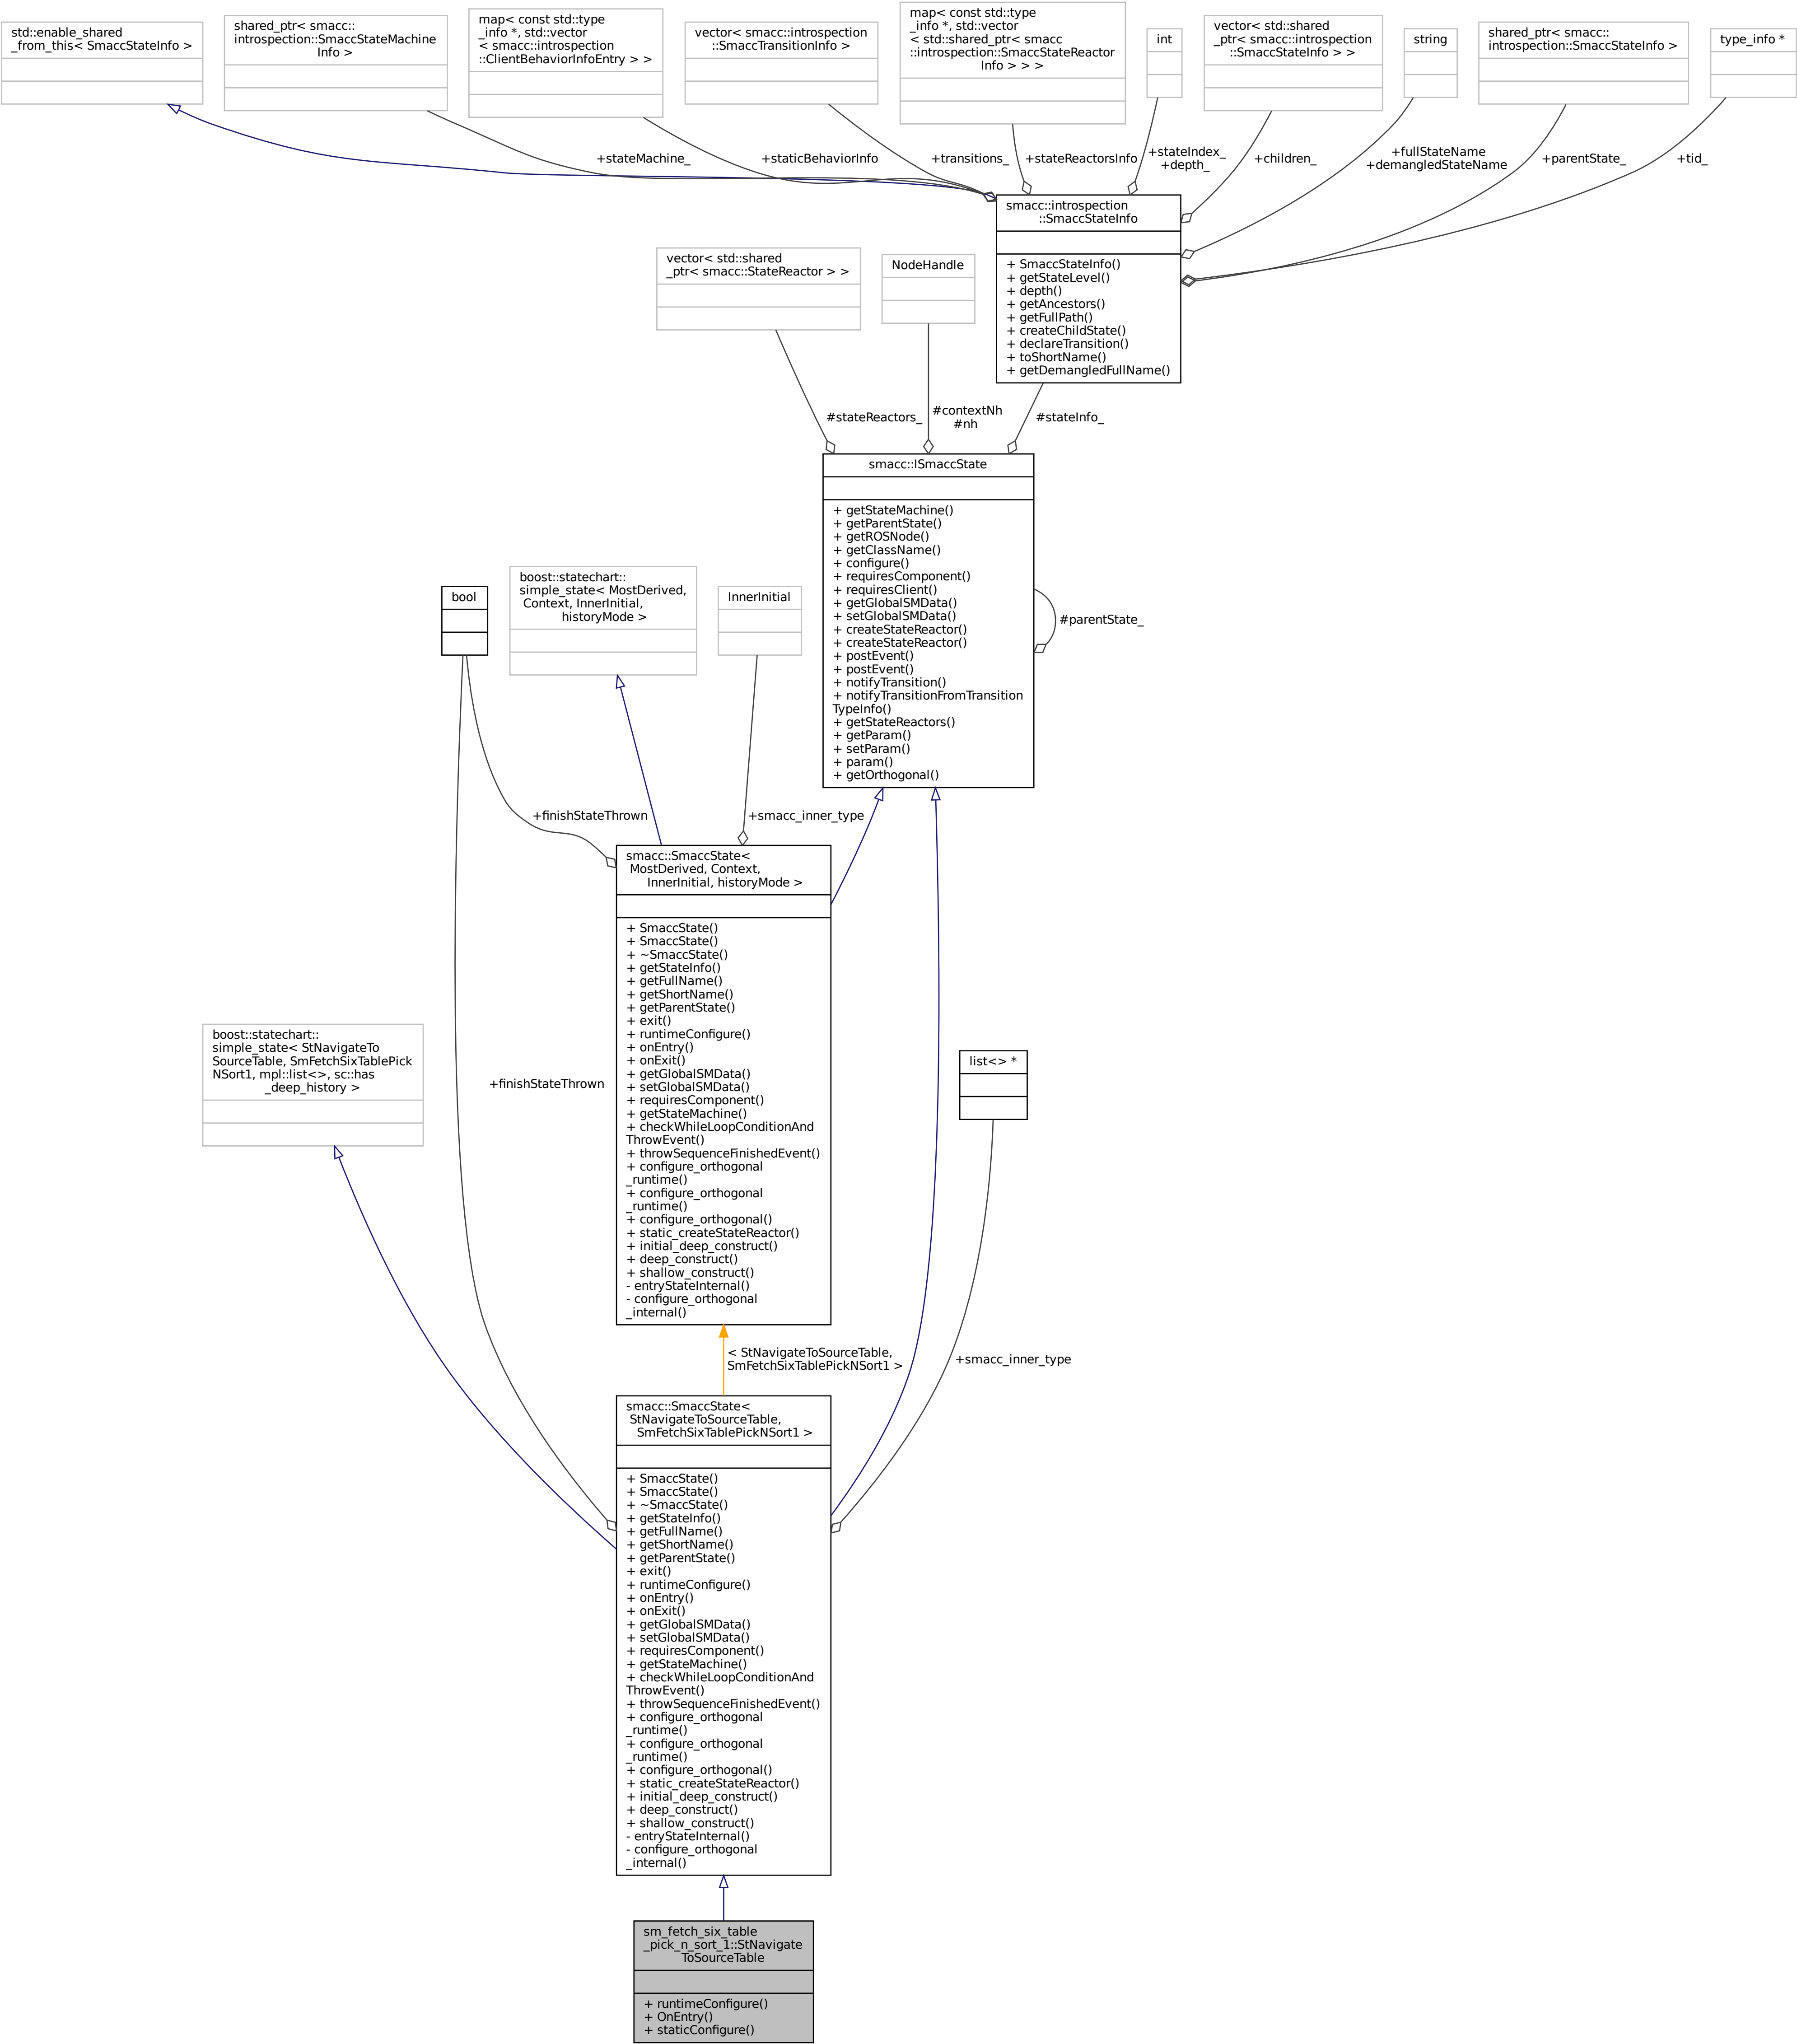 std::enable_shared
_from_this< SmaccStateInfo >
shared_ptr< smacc::
introspection::SmaccStateMachine
Info >
map< const std::type
_info *, std::vector
< smacc::introspection
::ClientBehaviorInfoEntry > >
vector< smacc::introspection
::SmaccTransitionInfo >
map< const std::type
_info *, std::vector
< std::shared_ptr< smacc
::introspection::SmaccStateReactor
Info > > >
int
vector< std::shared
_ptr< smacc::introspection
::SmaccStateInfo > >
string
shared_ptr< smacc::
introspection::SmaccStateInfo >
type_info *
+stateMachine_
+staticBehaviorInfo
+transitions_
+stateReactorsInfo
+stateIndex_
+depth_
+children_
+fullStateName
+demangledStateName
+parentState_
+tid_
smacc::introspection
::SmaccStateInfo
+ SmaccStateInfo()
+ getStateLevel()
+ depth()
+ getAncestors()
+ getFullPath()
+ createChildState()
+ declareTransition()
+ toShortName()
+ getDemangledFullName()
vector< std::shared
_ptr< smacc::StateReactor > >
NodeHandle
#stateReactors_
#contextNh
#nh
#stateInfo_
smacc::ISmaccState
+ getStateMachine()
+ getParentState()
+ getROSNode()
+ getClassName()
+ configure()
+ requiresComponent()
+ requiresClient()
+ getGlobalSMData()
+ setGlobalSMData()
+ createStateReactor()
+ createStateReactor()
+ postEvent()
+ postEvent()
+ notifyTransition()
+ notifyTransitionFromTransition
TypeInfo()
+ getStateReactors()
+ getParam()
+ setParam()
+ param()
+ getOrthogonal()
#parentState_
bool
boost::statechart::
simple_state< MostDerived,
Context, InnerInitial,
historyMode >
InnerInitial
+finishStateThrown
+smacc_inner_type
smacc::SmaccState<
MostDerived, Context,
InnerInitial, historyMode >
+ SmaccState()
+ SmaccState()
+ ~SmaccState()
+ getStateInfo()
+ getFullName()
+ getShortName()
+ getParentState()
+ exit()
+ runtimeConfigure()
+ onEntry()
+ onExit()
+ getGlobalSMData()
+ setGlobalSMData()
+ requiresComponent()
+ getStateMachine()
+ checkWhileLoopConditionAnd
ThrowEvent()
+ throwSequenceFinishedEvent()
+ configure_orthogonal
_runtime()
+ configure_orthogonal
_runtime()
+ configure_orthogonal()
+ static_createStateReactor()
+ initial_deep_construct()
+ deep_construct()
+ shallow_construct()
- entryStateInternal()
- configure_orthogonal
_internal()
boost::statechart::
simple_state< StNavigateTo
SourceTable, SmFetchSixTablePick
NSort1, mpl::list<>, sc::has
_deep_history >
+finishStateThrown
list<> *
< StNavigateToSourceTable,
SmFetchSixTablePickNSort1 >
+smacc_inner_type
smacc::SmaccState<
StNavigateToSourceTable,
SmFetchSixTablePickNSort1 >
+ SmaccState()
+ SmaccState()
+ ~SmaccState()
+ getStateInfo()
+ getFullName()
+ getShortName()
+ getParentState()
+ exit()
+ runtimeConfigure()
+ onEntry()
+ onExit()
+ getGlobalSMData()
+ setGlobalSMData()
+ requiresComponent()
+ getStateMachine()
+ checkWhileLoopConditionAnd
ThrowEvent()
+ throwSequenceFinishedEvent()
+ configure_orthogonal
_runtime()
+ configure_orthogonal
_runtime()
+ configure_orthogonal()
+ static_createStateReactor()
+ initial_deep_construct()
+ deep_construct()
+ shallow_construct()
- entryStateInternal()
- configure_orthogonal
_internal()
sm_fetch_six_table
_pick_n_sort_1::StNavigate
ToSourceTable
+ runtimeConfigure()
+ OnEntry()
+ staticConfigure()